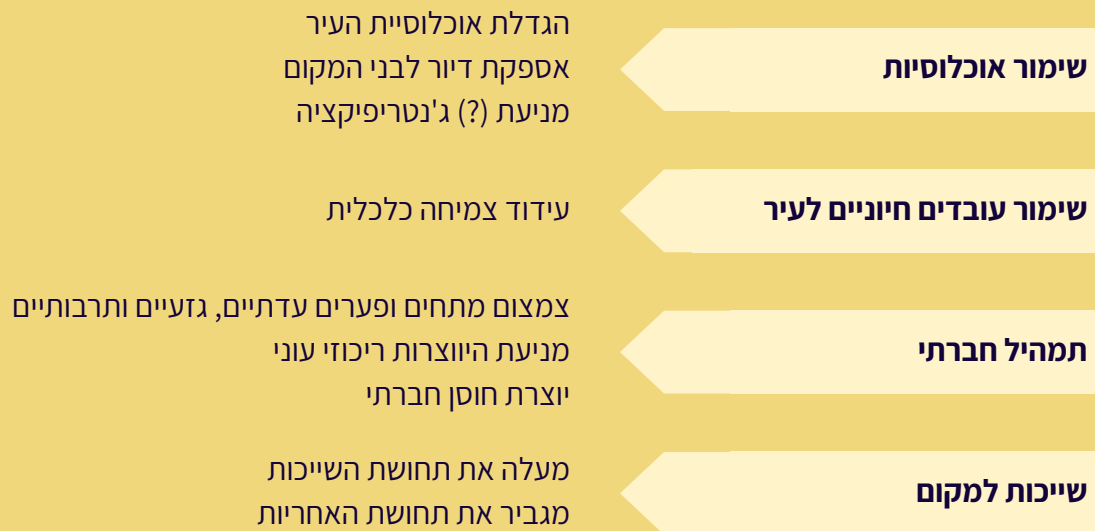 שימור אוכלוסיות
הגדלת אוכלוסיית העיר
אספקת דיור לבני המקום
מניעת (?) ג'נטריפיקציה
שימור עובדים חיוניים לעיר
עידוד צמיחה כלכלית
תמהיל חברתי
צמצום מתחים ופערים עדתיים, גזעיים ותרבותיים
מניעת היווצרות ריכוזי עוני
יוצרת חוסן חברתי
שייכות למקום
מעלה את תחושת השייכות
מגביר את תחושת האחריות